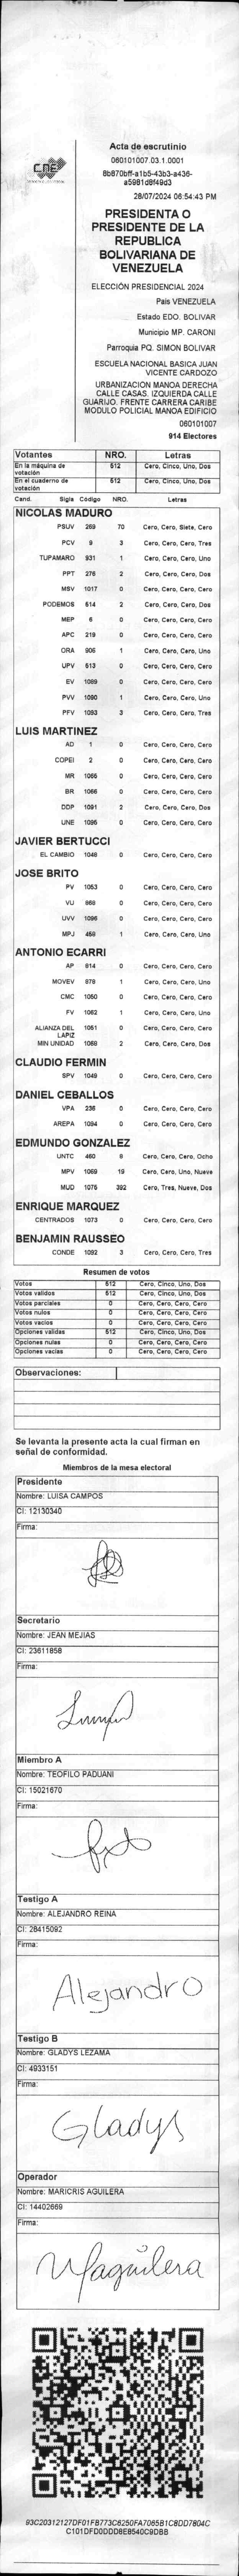 CNE
Acta de escrutinio
060101007.03.1.0001
8b870bff-a1b5-43b3-a436-
a5981d8f49d3
28/07/2024 06:54:43 PM
PRESIDENTA O
PRESIDENTE DE LA
REPUBLICA
BOLIVARIANA DE
VENEZUELA
ELECCIÓN PRESIDENCIAL 2024
Pais VENEZUELA
Estado EDO. BOLIVAR
Municipio MP. CARONI
Parroquia PQ. SIMON BOLIVAR
ESCUELA NACIONAL BASICA JUAN
VICENTE CARDOZO
URBANIZACION MANOA DERECHA
CALLE CASAS. IZQUIERDA CALLE
GUARIJO. FRENTE CARRERA CARIBE
MODULO POLICIAL MANOA EDIFICIO
060101007
914 Electores
Votantes NRO. Letras
En la máquina de votación 512 Cero, Cinco, Uno, Dos
En el cuaderno de votación 512 Cero, Cinco, Uno, Dos
Cand. Sigla Código NRO. Letras
NICOLAS MADURO
PSUV 269 70 Cero, Cero, Siete, Cero
PCV 9 3 Cero, Cero, Cero, Tres
TUPAMARO 931 1 Cero, Cero, Cero, Uno
PPT 276 2 Cero, Cero, Cero, Dos
MSV 1017 0 Cero, Cero, Cero, Cero
PODEMOS 514 2 Cero, Cero, Cero, Dos
MEP 6 0 Cero, Cero, Cero, Cero
APC 219 0 Cero, Cero, Cero, Cero
ORA 906 1 Cero, Cero, Cero, Uno
UPV 613 0 Cero, Cero, Cero, Cero
EV 1089 0 Cero, Cero, Cero, Cero
PVV 1090 1 Cero, Cero, Cero, Uno
PFV 1093 3 Cero, Cero, Cero, Tres
LUIS MARTINEZ
AD 1 0 Cero, Cero, Cero, Cero
COPEI 2 0 Cero, Cero, Cero, Cero
MR 1065 0 Cero, Cero, Cero, Cero
BR 1066 0 Cero, Cero, Cero, Cero
DDP 1091 2 Cero, Cero, Cero, Dos
UNE 1095 0 Cero, Cero, Cero, Cero
JAVIER BERTUCCI
EL CAMBIO 1048 0 Cero, Cero, Cero, Cero
JOSE BRITO
PV 1053 0 Cero, Cero, Cero, Cero
VU 868 0 Cero, Cero, Cero, Cero
UVV 1096 0 Cero, Cero, Cero, Cero
MPJ 458 1 Cero, Cero, Cero, Uno
ANTONIO ECARRI
AP 814 0 Cero, Cero, Cero, Cero
MOVEV 978 1 Cero, Cero, Cero, Uno
CMC 1050 0 Cero, Cero, Cero, Cero
FV 1062 1 Cero, Cero, Cero, Uno
ALIANZA DEL LAPIZ 1051 0 Cero, Cero, Cero, Cero
MIN UNIDAD 1068 2 Cero, Cero, Cero, Dos
CLAUDIO FERMIN
SPV 1049 0 Cero, Cero, Cero, Cero
DANIEL CEBALLOS
VPA 236 0 Cero, Cero, Cero, Cero
AREPA 1094 0 Cero, Cero, Cero, Cero
EDMUNDO GONZALEZ
UNTC 460 8 Cero, Cero, Cero, Ocho
MPV 1069 19 Cero, Cero, Uno, Nueve
MUD 1075 392 Cero, Tres, Nueve, Dos
ENRIQUE MARQUEZ
CENTRADOS 1073 0 Cero, Cero, Cero, Cero
BENJAMIN RAUSSEO
CONDE 1092 3 Cero, Cero, Cero, Tres
Resumen de votos
Votos 512 Cero, Cinco, Uno, Dos
Votos validos 512 Cero, Cinco, Uno, Dos
Votos parciales 0 Cero, Cero, Cero, Cero
Votos nulos 0 Cero, Cero, Cero, Cero
Votos vacios 0 Cero, Cero, Cero, Cero
Opciones validas 512 Cero, Cinco, Uno, Dos
Opciones nulas 0 Cero, Cero, Cero, Cero
Opciones vacias 0 Cero, Cero, Cero, Cero
Observaciones:
Se levanta la presente acta la cual firman en
señal de conformidad.
Miembros de la mesa electoral
Presidente
Nombre: LUISA CAMPOS
CI: 12130340
Firma:
Secretario
Nombre: JEAN MEJIAS
CI: 23611858
Firma:
Miembro A
Nombre: TEOFILO PADUANI
CI: 15021670
Firma:
Testigo A
Nombre: ALEJANDRO REINA
CI: 28415092
Firma:
Alejandro
Testigo B
Nombre: GLADYS LEZAMA
CI: 4933151
Firma:
Gladys
Operador
Nombre: MARICRIS AGUILERA
CI: 14402669
Firma:
Maguilera
93C20312127DF01FB773C6250FA7065B1C8DD7804C
C101DFD0DDD8E8540C9DBB